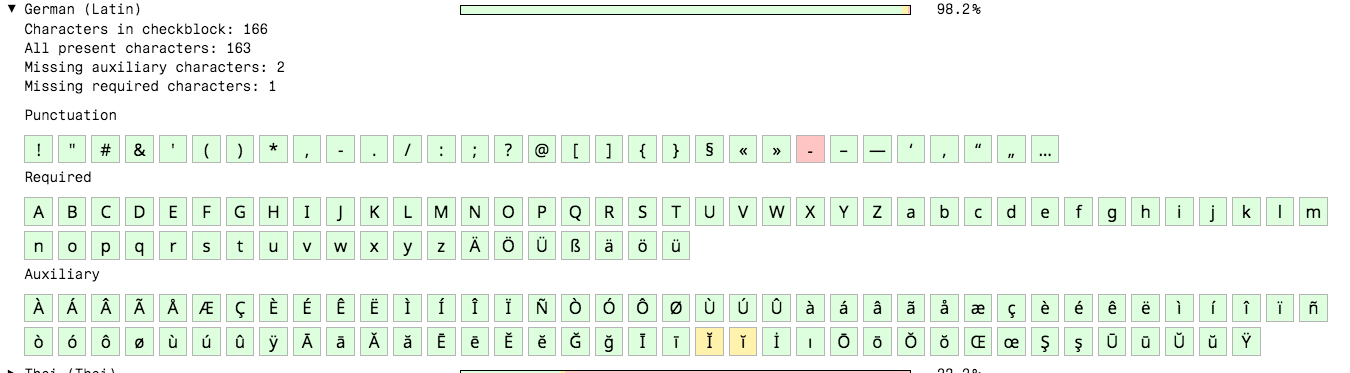 ▼ German (Latin) 98.2%
Characters in checkblock: 166
All present characters: 163
Missing auxiliary characters: 2
Missing required characters: 1
Punctuation
! " # & ' ( ) * , - . / : ; ? @ [ ] { } § « » ‐ – — ‘ ‚ “ „ …
Required
A B C D E F G H I J K L M N O P Q R S T U V W X Y Z a b c d e f g h i j k l m
n o p q r s t u v w x y z Ä Ö Ü ß ä ö ü
Auxiliary
À Á Â Ã Å Æ Ç È É Ê Ë Ì Í Î Ï Ñ Ò Ó Ô Ø Ù Ú Û à á â ã å æ ç è é ê ë ì í î ï ñ
ò ó ô ø ù ú û ÿ Ā ā Ă ă Ē ē Ĕ ĕ Ğ ğ Ī ī Ĭ ĭ İ ı Ō ō Ŏ ŏ Œ œ Ş ş Ū ū Ŭ ŭ Ÿ